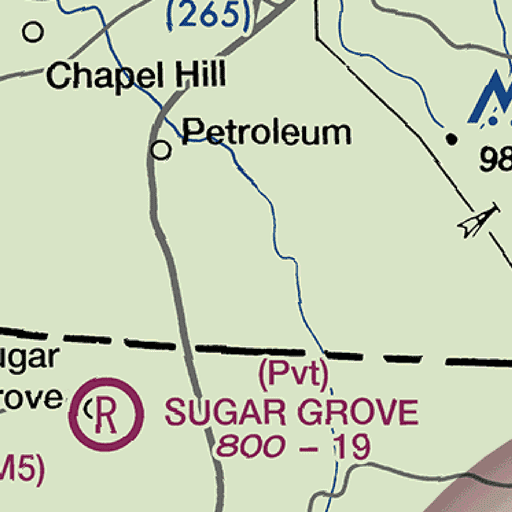 (265)
Chapel Hill
Petroleum
98
ugar
(Pvt)
rove
R
SUGAR GROVE
800 – 19
M5)